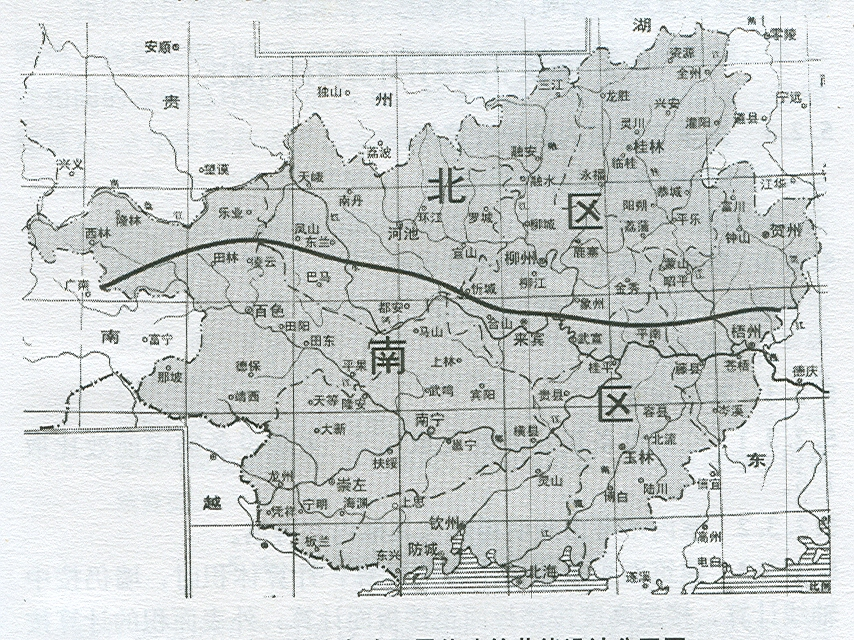 湖
安顺
零陵
资源
全州
贵
独山
州
三江
龙胜
兴安
宁远
灵川
灌阳
道县
桂林
兴义
荔波
融安
临桂
望谟
天峨
北
融水
永福
江华
南丹
恭城
隆林
乐业
环江
罗城
区
阳朔
富川
西林
凤山
河池
柳城
荔浦
平乐
钟山
贺州
东兰
宜山
鹿寨
田林
凌云
柳州
蒙山
昭平
广南
巴马
忻城
柳江
金秀
百色
都安
象州
南
富宁
田阳
马山
合山
来宾
武宣
平南
梧州
田东
南
德保
平果
上林
桂平
藤县
苍梧
德庆
那坡
靖西
天等
隆安
武鸣
宾阳
贵县
区
容县
岑溪
大新
南宁
邕宁
横县
北流
扶绥
玉林
东
龙州
崇左
灵山
信宜
越
凭祥
宁明
海渊
上思
博白
陆川
钦州
板兰
高州
东兴
防城
北海
电白
蓬溪